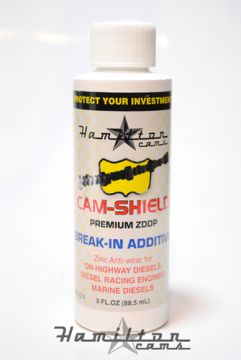 PROTECT YOUR INVESTMENT
Hamilton
cams
CAM-SHIELD
PREMIUM ZDDP
BREAK-IN ADDITIVE
Zinc Anti-wear for
ON-HIGHWAY DIESELS
DIESEL RACING ENGINES
MARINE DIESELS
3 FL.OZ (88.5 mL)
Hamilton
cams